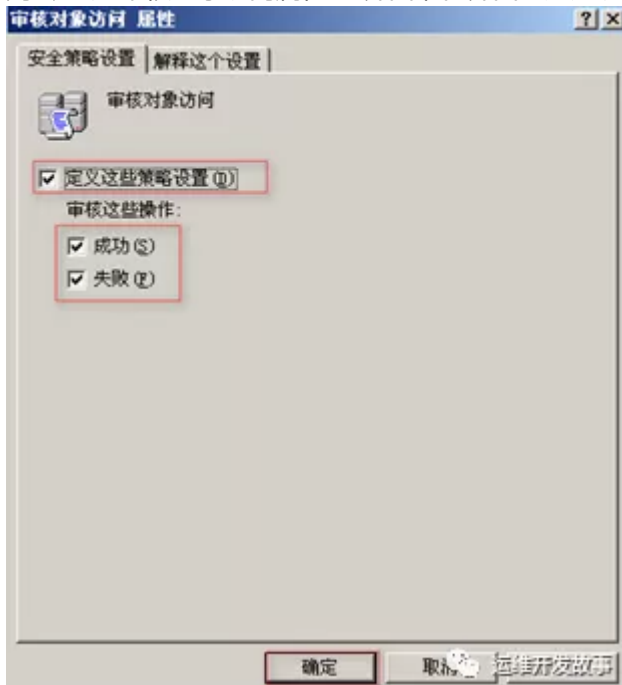 审核对象访问 属性
安全策略设置
解释这个设置
审核对象访问
定义这些策略设置(D)
审核这些操作:
成功(S)
失败(F)
确定
取消
运维开发故事